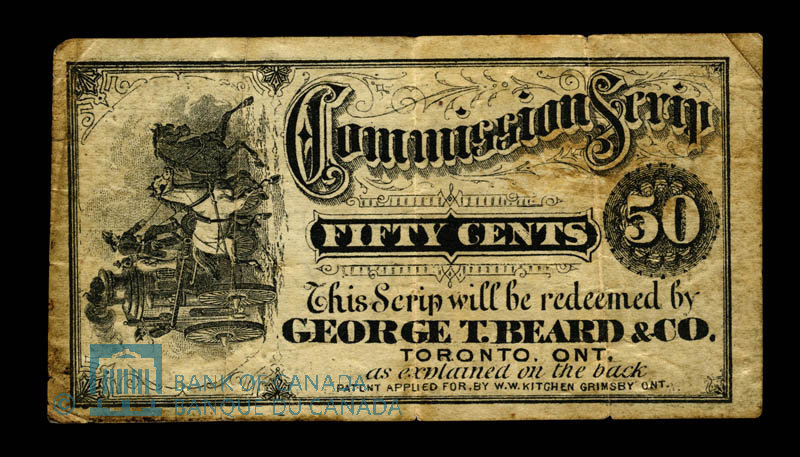 Commission Scrip
FIFTY CENTS
50
This Scrip will be redeemed by
GEORGE T. BEARD & CO.
TORONTO, ONT.
as explained on the back
PATENT APPLIED FOR, BY W.W. KITCHEN GRIMSBY ONT.
© BANK OF CANADA
BANQUE DU CANADA